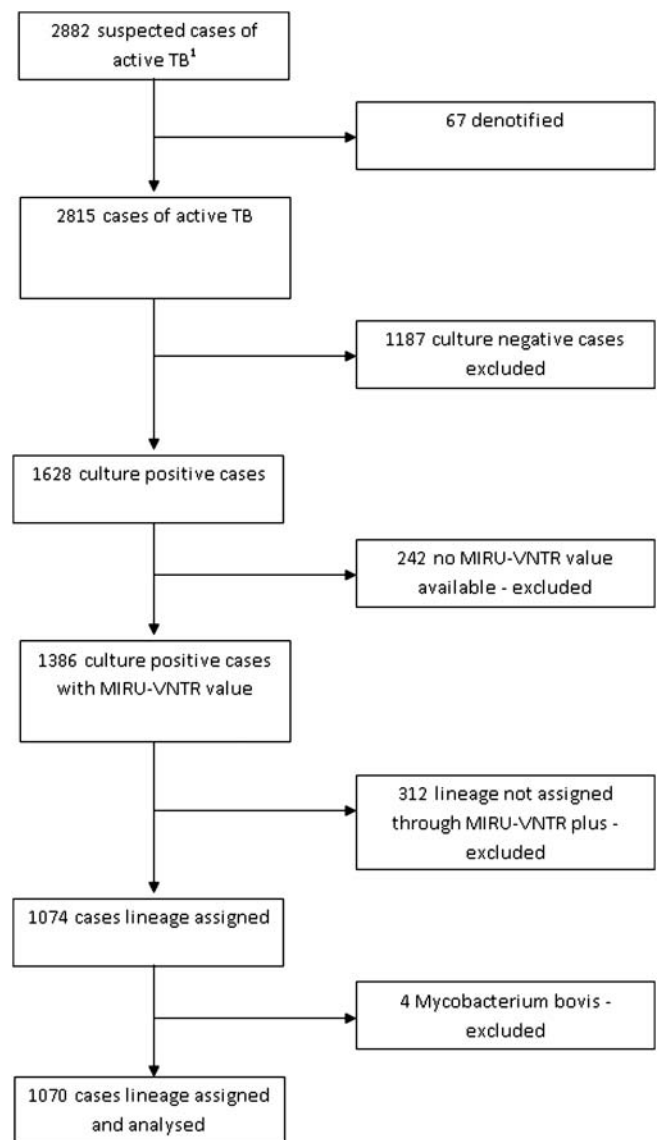 2882 suspected cases of
active TB¹
67 denotified
2815 cases of active TB
1187 culture negative cases
excluded
1628 culture positive cases
242 no MIRU-VNTR value
available - excluded
1386 culture positive cases
with MIRU-VNTR value
312 lineage not assigned
through MIRU-VNTR plus -
excluded
1074 cases lineage assigned
4 Mycobacterium bovis -
excluded
1070 cases lineage assigned
and analysed